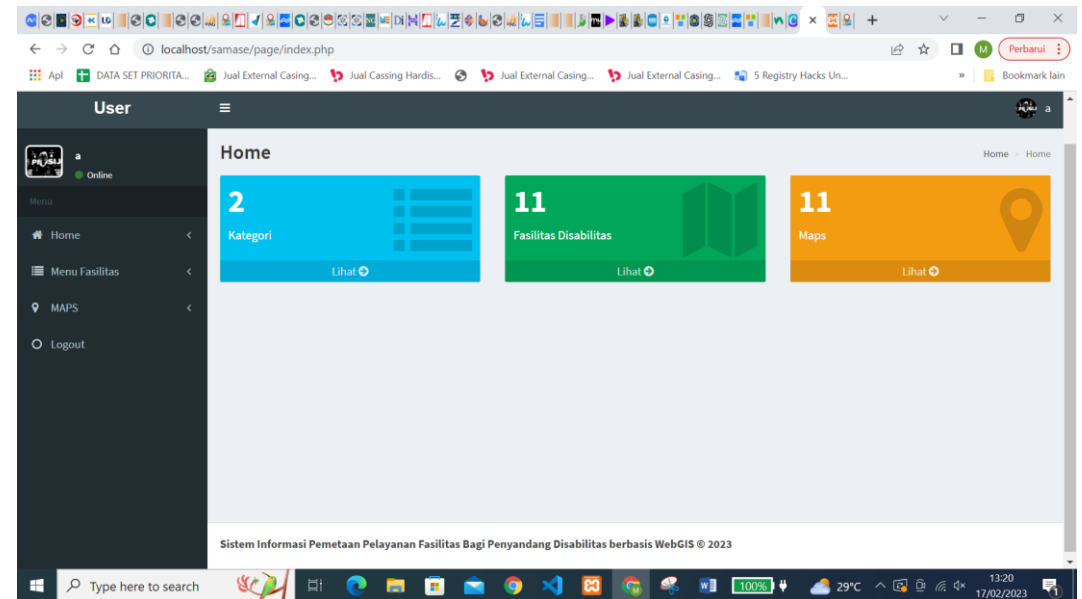 localhost/samase/page/index.php
M
Perbarui
Apl
DATA SET PRIORITA...
Jual External Casing...
Jual Cassing Hardis...
Jual External Casing...
Jual External Casing...
5 Registry Hacks Un...
»
Bookmark lain
User
a
a
Online
Home
Home > Home
Menu
Home
Menu Fasilitas
MAPS
Logout
2
Kategori
Lihat
11
Fasilitas Disabilitas
Lihat
11
Maps
Lihat
Sistem Informasi Pemetaan Pelayanan Fasilitas Bagi Penyandang Disabilitas berbasis WebGIS © 2023
Type here to search
100%
29°C
13:20
17/02/2023
1